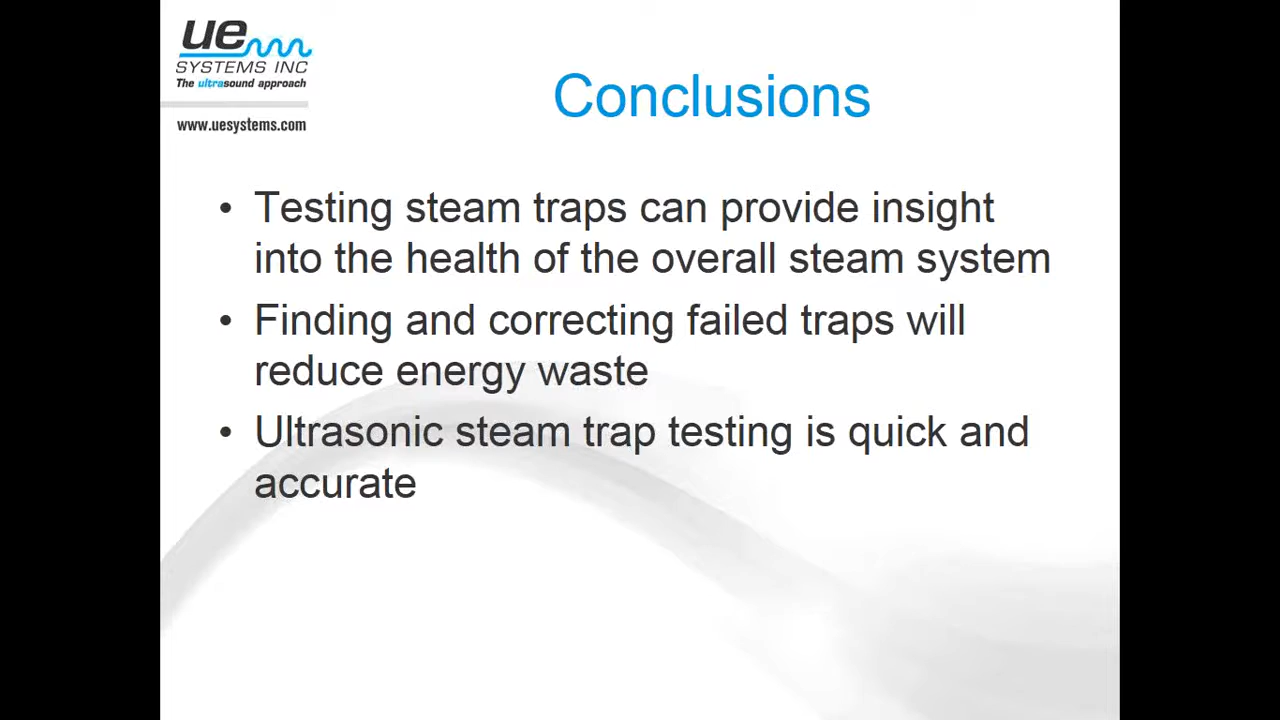 ue
SYSTEMS INC
The ultrasound approach
www.uesystems.com
Conclusions
• Testing steam traps can provide insight
into the health of the overall steam system
• Finding and correcting failed traps will
reduce energy waste
• Ultrasonic steam trap testing is quick and
accurate